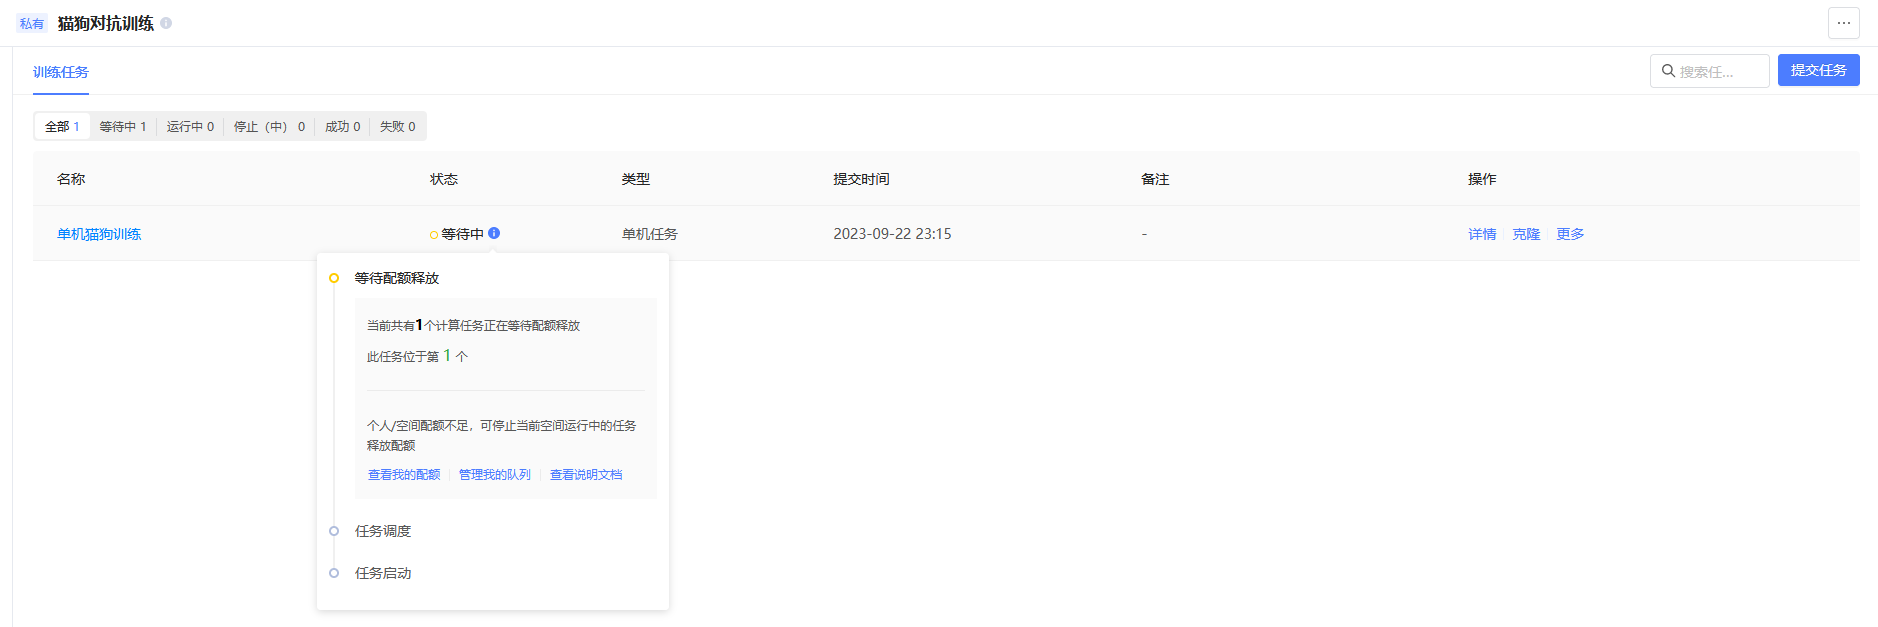 私有 猫狗对抗训练
训练任务 搜索任... 提交任务
全部 1 等待中 1 运行中 0 停止（中） 0 成功 0 失败 0
名称 状态 类型 提交时间 备注 操作
单机猫狗训练 等待中 单机任务 2023-09-22 23:15 - 详情 克隆 更多
等待配额释放
当前共有1个计算任务正在等待配额释放
此任务位于第 1 个
个人/空间配额不足，可停止当前空间运行中的任务
释放配额
查看我的配额 管理我的队列 查看说明文档
任务调度
任务启动